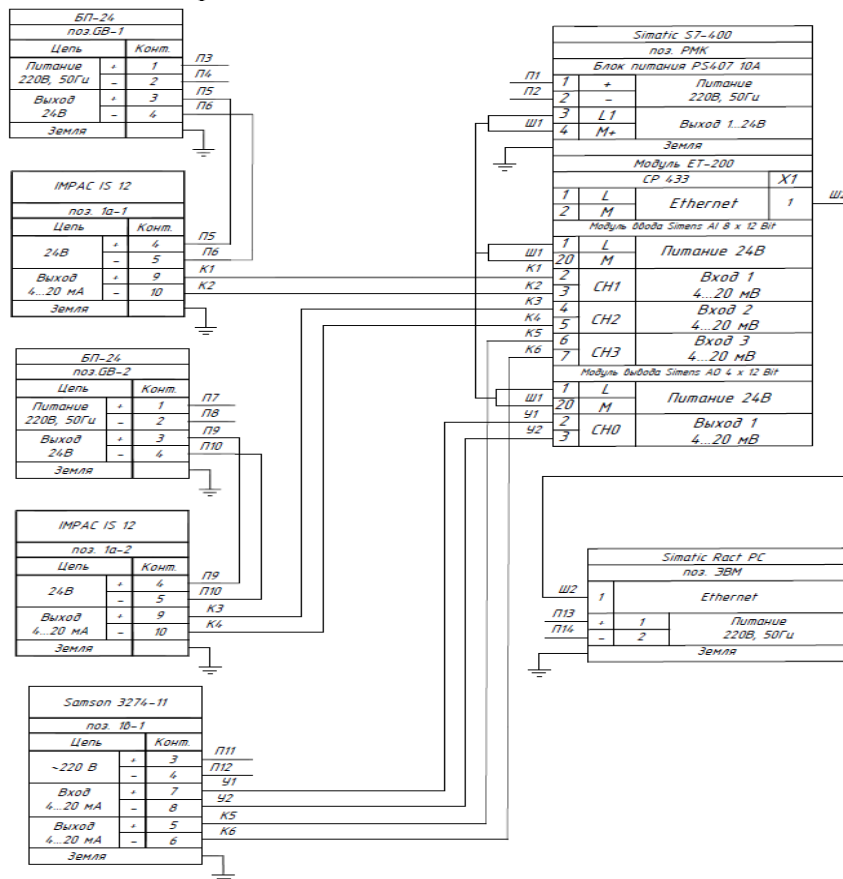 БП-24
поз.GB-1
Цепь Конт.
Питание 220В, 50Гц + 1 П3
- 2 П4
Выход 24В + 3 П5
- 4 П6
Земля
IMPAC IS 12
поз. 1а-1
Цепь Конт.
24В + 4 П5
- 5 П6
Выход 4...20 мА + 9 К1
- 10 К2
Земля
БП-24
поз.GB-2
Цепь Конт.
Питание 220В, 50Гц + 1 П7
- 2 П8
Выход 24В + 3 П9
- 4 П10
Земля
IMPAC IS 12
поз. 1а-2
Цепь Конт.
24В + 4 П9
- 5 П10
Выход 4...20 мА + 9 К3
- 10 К4
Земля
Samson 3274-11
поз. 1б-1
Цепь Конт.
~220 В + 3 П11
- 4 П12
Вход 4...20 мА + 7 У1
- 8 У2
Выход 4...20 мА + 5 К5
- 6 К6
Земля
Simatic S7-400
поз. РМК
Блок питания PS407 10А
П1 1 + Питание 220В, 50Гц
П2 2 -
Ш1 3 L1 Выход 1...24В
4 М+
Земля
Модуль ET-200
CP 433 X1
1 L Ethernet 1 Ш2
2 M
Модуль ввода Simens AI 8 x 12 Bit
Ш1 1 L Питание 24В
20 M
К1 2 CH1 Вход 1
К2 3 4...20 мВ
К3 4 CH2 Вход 2
К4 5 4...20 мВ
К5 6 CH3 Вход 3
К6 7 4...20 мВ
Модуль вывода Simens AO 4 x 12 Bit
Ш1 1 L Питание 24В
20 M
У1 2 CH0 Выход 1
У2 3 4...20 мВ
Simatic Ract PC
поз. ЭВМ
Ш2 1 Ethernet
П13 + 1 Питание 220В, 50Гц
П14 - 2
Земля